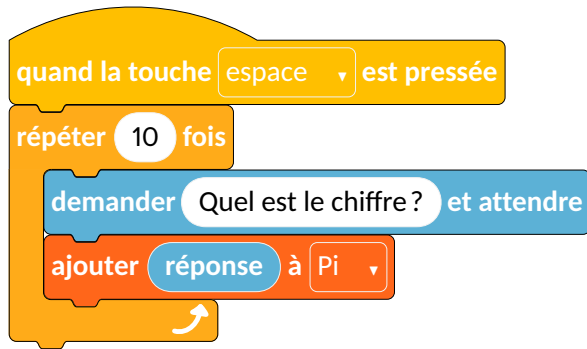 quand la touche espace est pressée
répéter 10 fois
demander Quel est le chiffre ? et attendre
ajouter réponse à Pi